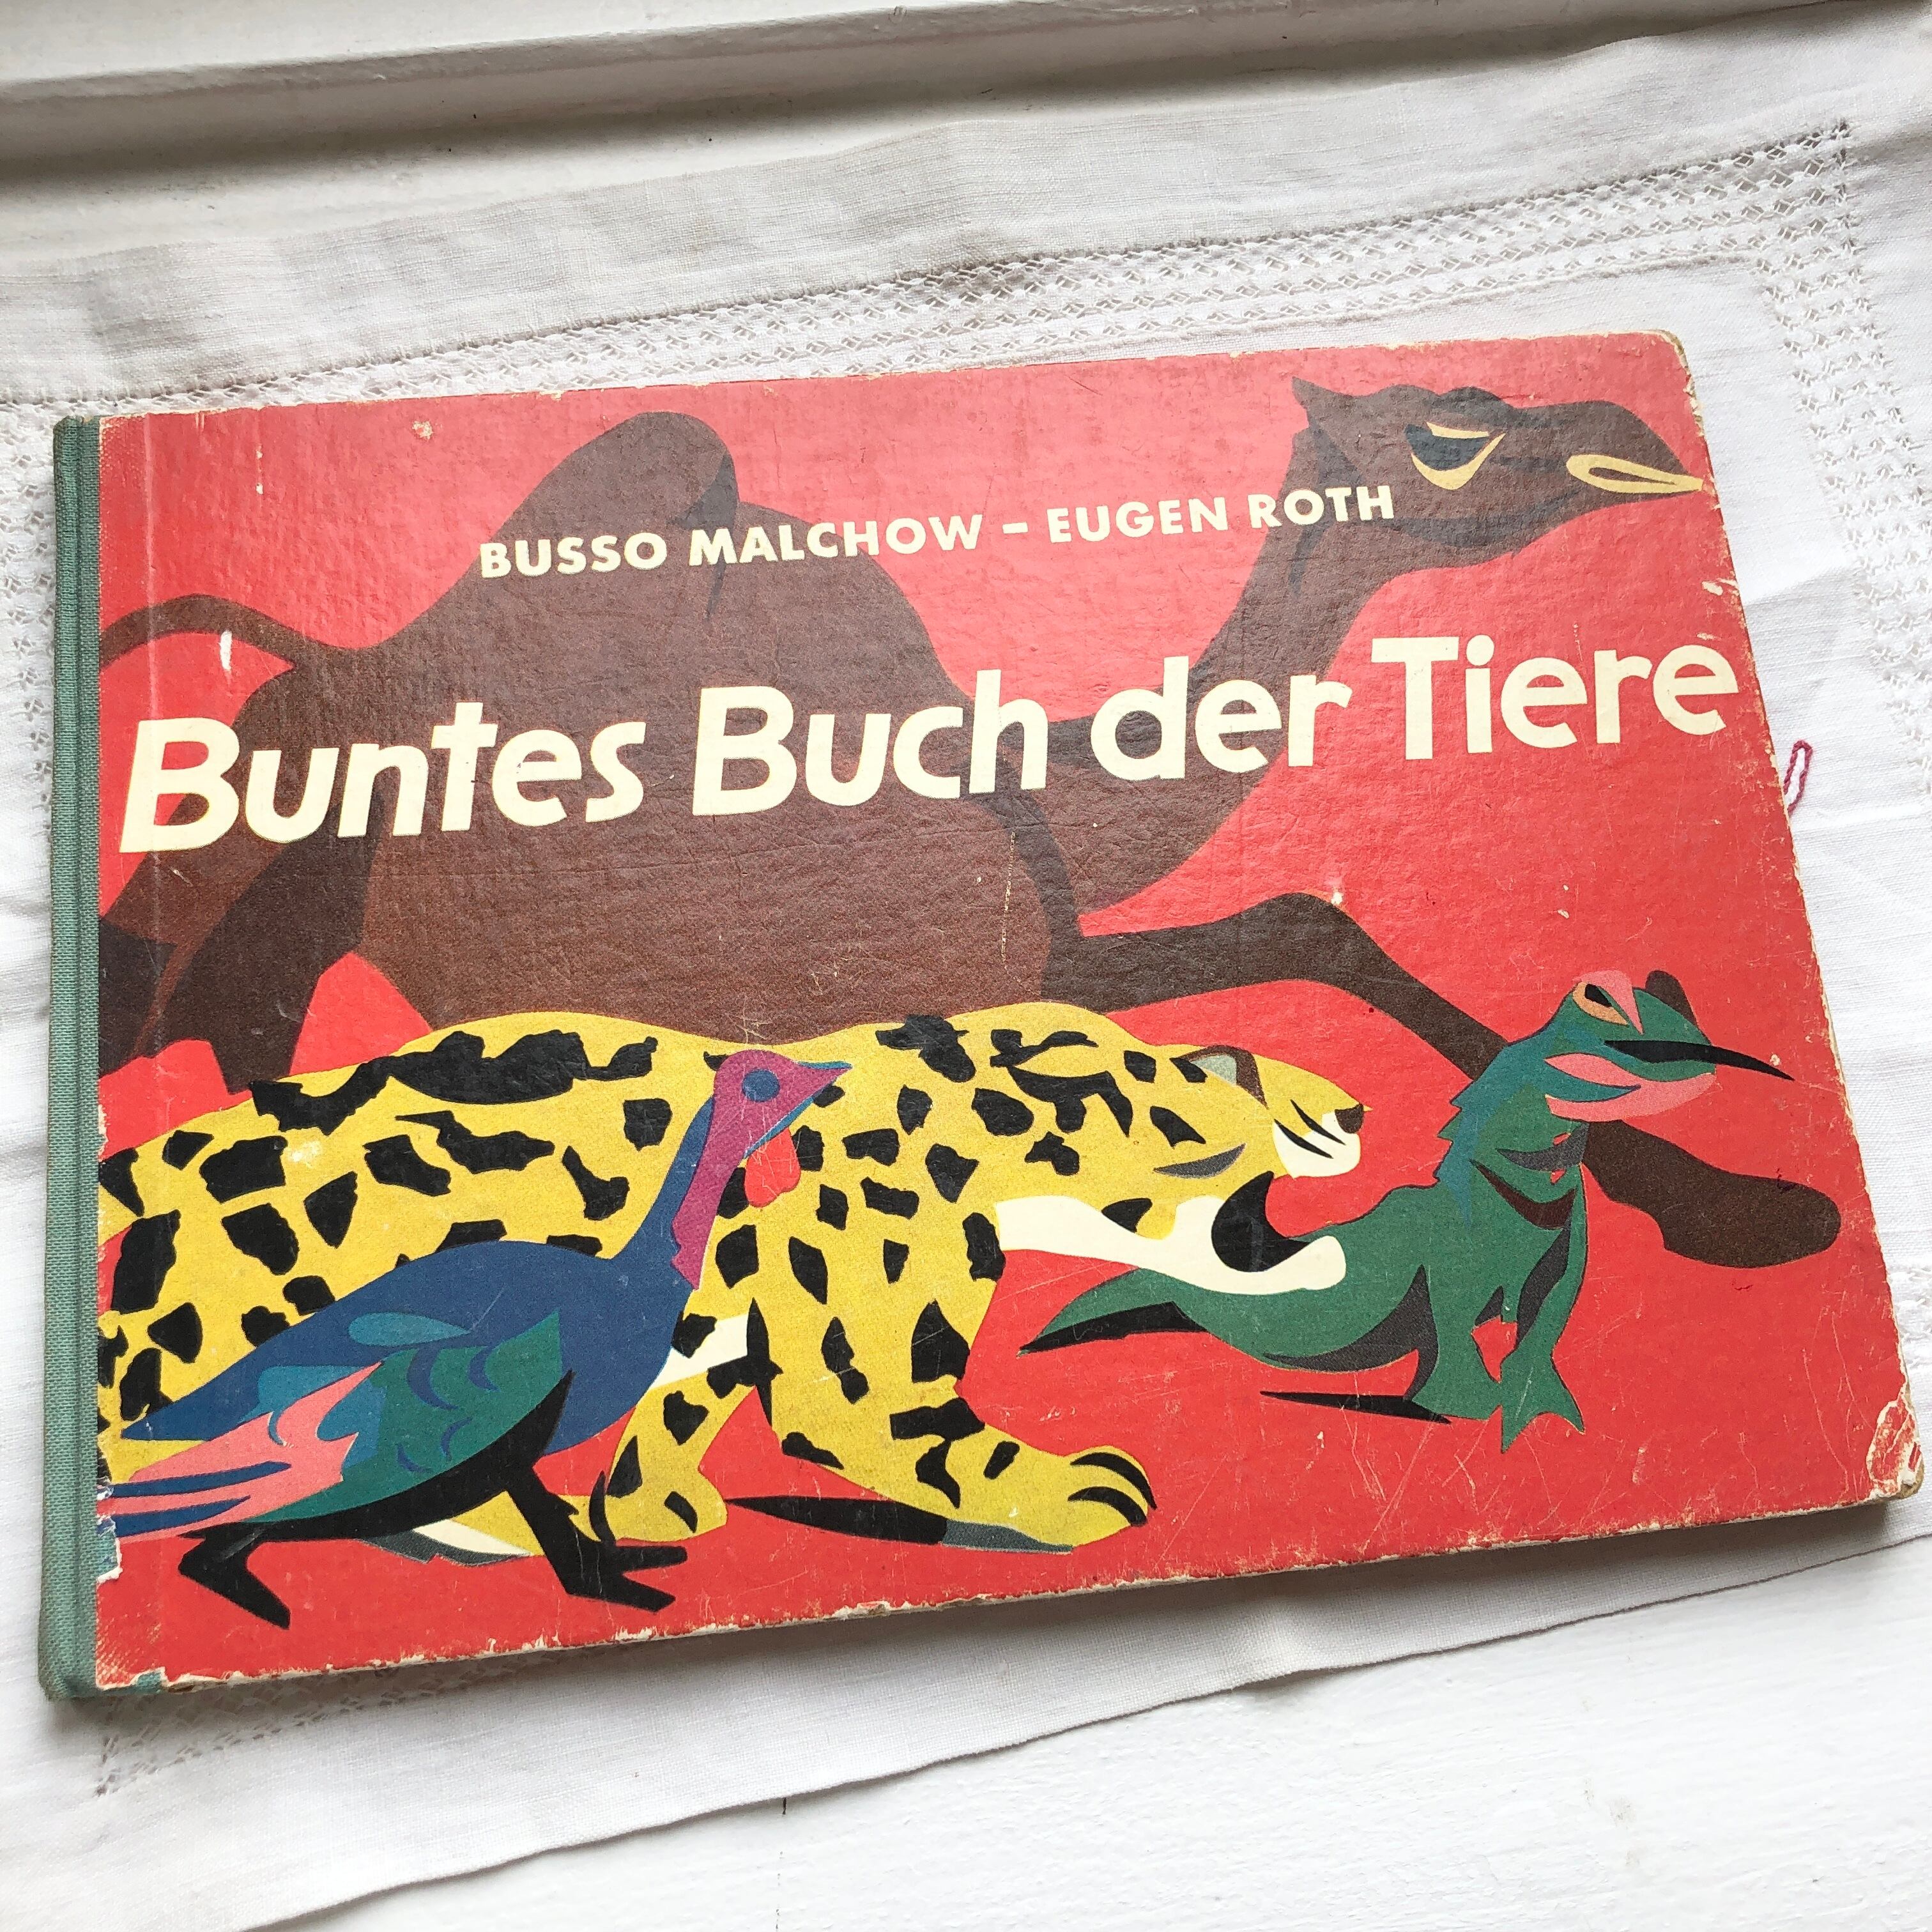 BUSSO MALCHOW – EUGEN ROTH
Buntes Buch der Tiere